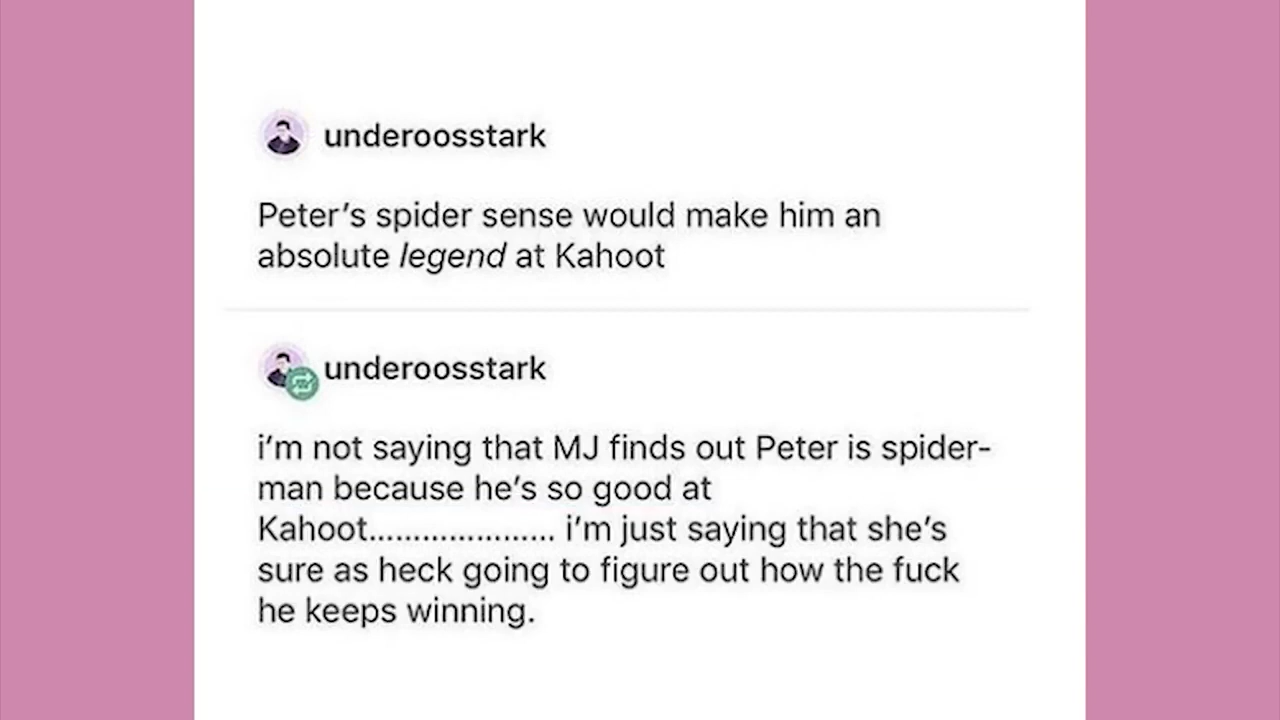 underoosstark
Peter’s spider sense would make him an
absolute legend at Kahoot
underoosstark
i’m not saying that MJ finds out Peter is spider-
man because he’s so good at
Kahoot..................... i’m just saying that she’s
sure as heck going to figure out how the fuck
he keeps winning.